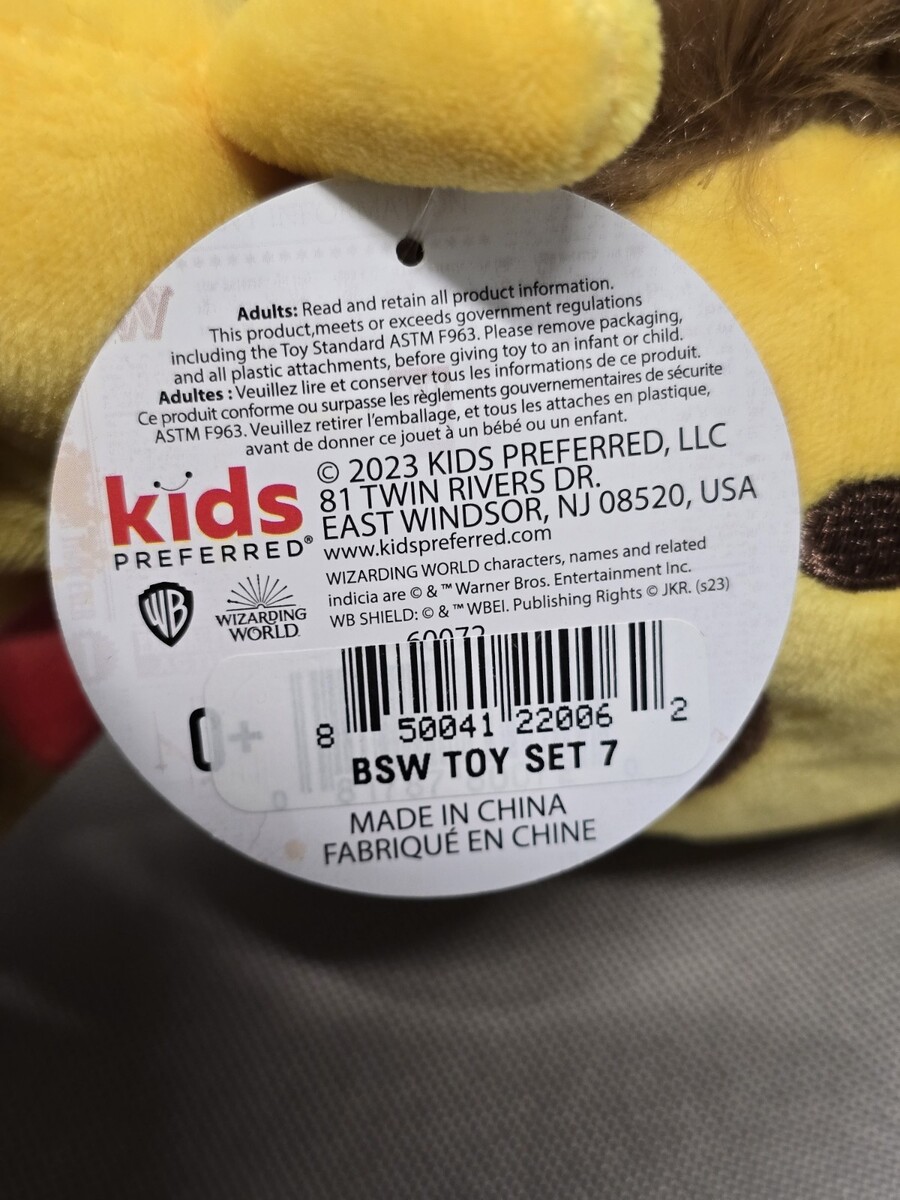 Adults: Read and retain all product information.
This product,meets or exceeds government regulations
including the Toy Standard ASTM F963. Please remove packaging,
and all plastic attachments, before giving toy to an infant or child.
Adultes : Veuillez lire et conserver tous les informations de ce produit.
Ce produit conforme ou surpasse les règlements gouvernementaires de sécurite
ASTM F963. Veuillez retirer l'emballage, et tous les attaches en plastique,
avant de donner ce jouet à un bébé ou un enfant.
kids
PREFERRED®
© 2023 KIDS PREFERRED, LLC
81 TWIN RIVERS DR.
EAST WINDSOR, NJ 08520, USA
www.kidspreferred.com
WB
WIZARDING
WORLD
WIZARDING WORLD characters, names and related
indicia are © & ™ Warner Bros. Entertainment Inc.
WB SHIELD: © & ™ WBEI. Publishing Rights © JKR. (s23)
60073
0+
8 50041 22006 2
BSW TOY SET 7
MADE IN CHINA
FABRIQUÉ EN CHINE